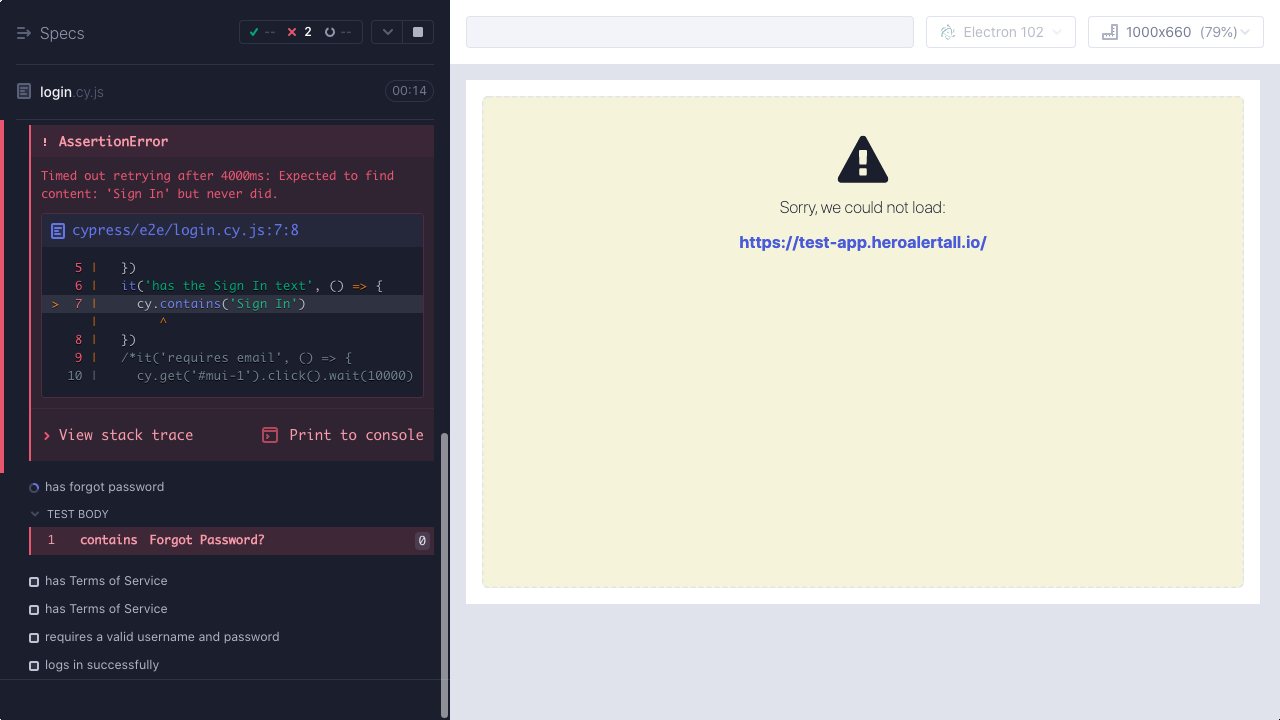 Specs
-- 2 --
login.cy.js 00:14
! AssertionError
Timed out retrying after 4000ms: Expected to find
content: 'Sign In' but never did.
cypress/e2e/login.cy.js:7:8
5 | })
6 | it('has the Sign In text', () => {
> 7 | cy.contains('Sign In')
| ^
8 | })
9 | /*it('requires email', () => {
10 | cy.get('#mui-1').click().wait(10000)
View stack trace Print to console
has forgot password
TEST BODY
1 contains Forgot Password? 0
has Terms of Service
has Terms of Service
requires a valid username and password
logs in successfully
Electron 102 1000x660 (79%)
Sorry, we could not load:
https://test-app.heroalertall.io/